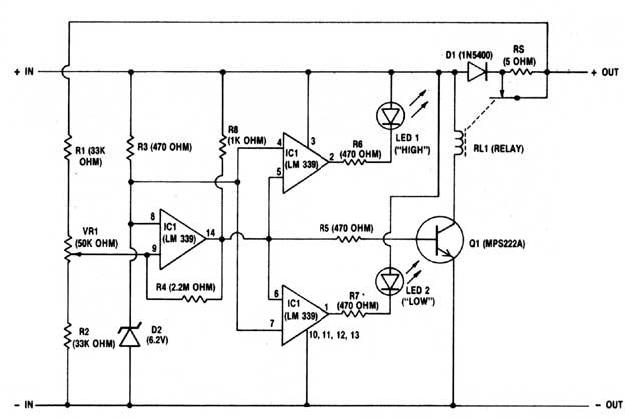 D1 (1N5400)
RS
(5 OHM)
+ IN
+ OUT
R1 (33K
OHM)
R3 (470 OHM)
R8
(1K OHM)
4
3
IC1
(LM 339)
2
5
R6
(470 OHM)
LED 1
("HIGH")
RL1 (RELAY)
VR1
(50K OHM)
8
IC1
(LM 339)
14
9
R5 (470 OHM)
Q1 (MPS222A)
R4 (2.2M OHM)
6
IC1
(LM 339)
1
7
R7
(470 OHM)
LED 2
("LOW")
R2
(33K OHM)
D2
(6.2V)
10, 11, 12, 13
- IN
- OUT